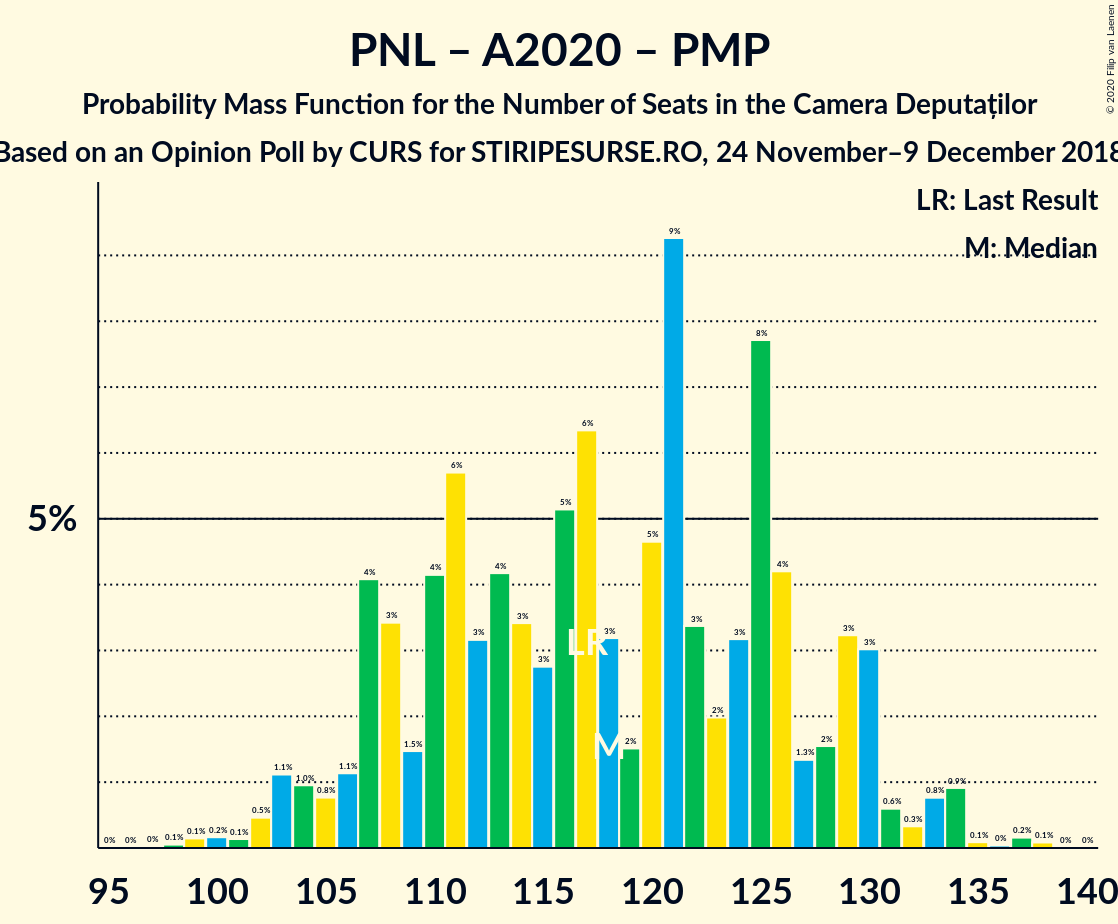 PNL – A2020 – PMP
Probability Mass Function for the Number of Seats in the Camera Deputaților
Based on an Opinion Poll by CURS for STIRIPESURSE.RO, 24 November–9 December 2018
© 2020 Filip van Laenen
LR: Last Result
M: Median
5%
0% 0% 0% 0.1% 0.1% 0.2% 0.1% 0.5% 1.1% 1.0% 0.8% 1.1% 4% 3% 1.5% 4% 6% 3% 4% 3% 3% 5% 6% 3% 2% 5% 9% 3% 2% 3% 8% 4% 1.3% 2% 3% 3% 0.6% 0.3% 0.8% 0.9% 0.1% 0% 0.2% 0.1% 0% 0%
LR
M
95 100 105 110 115 120 125 130 135 140